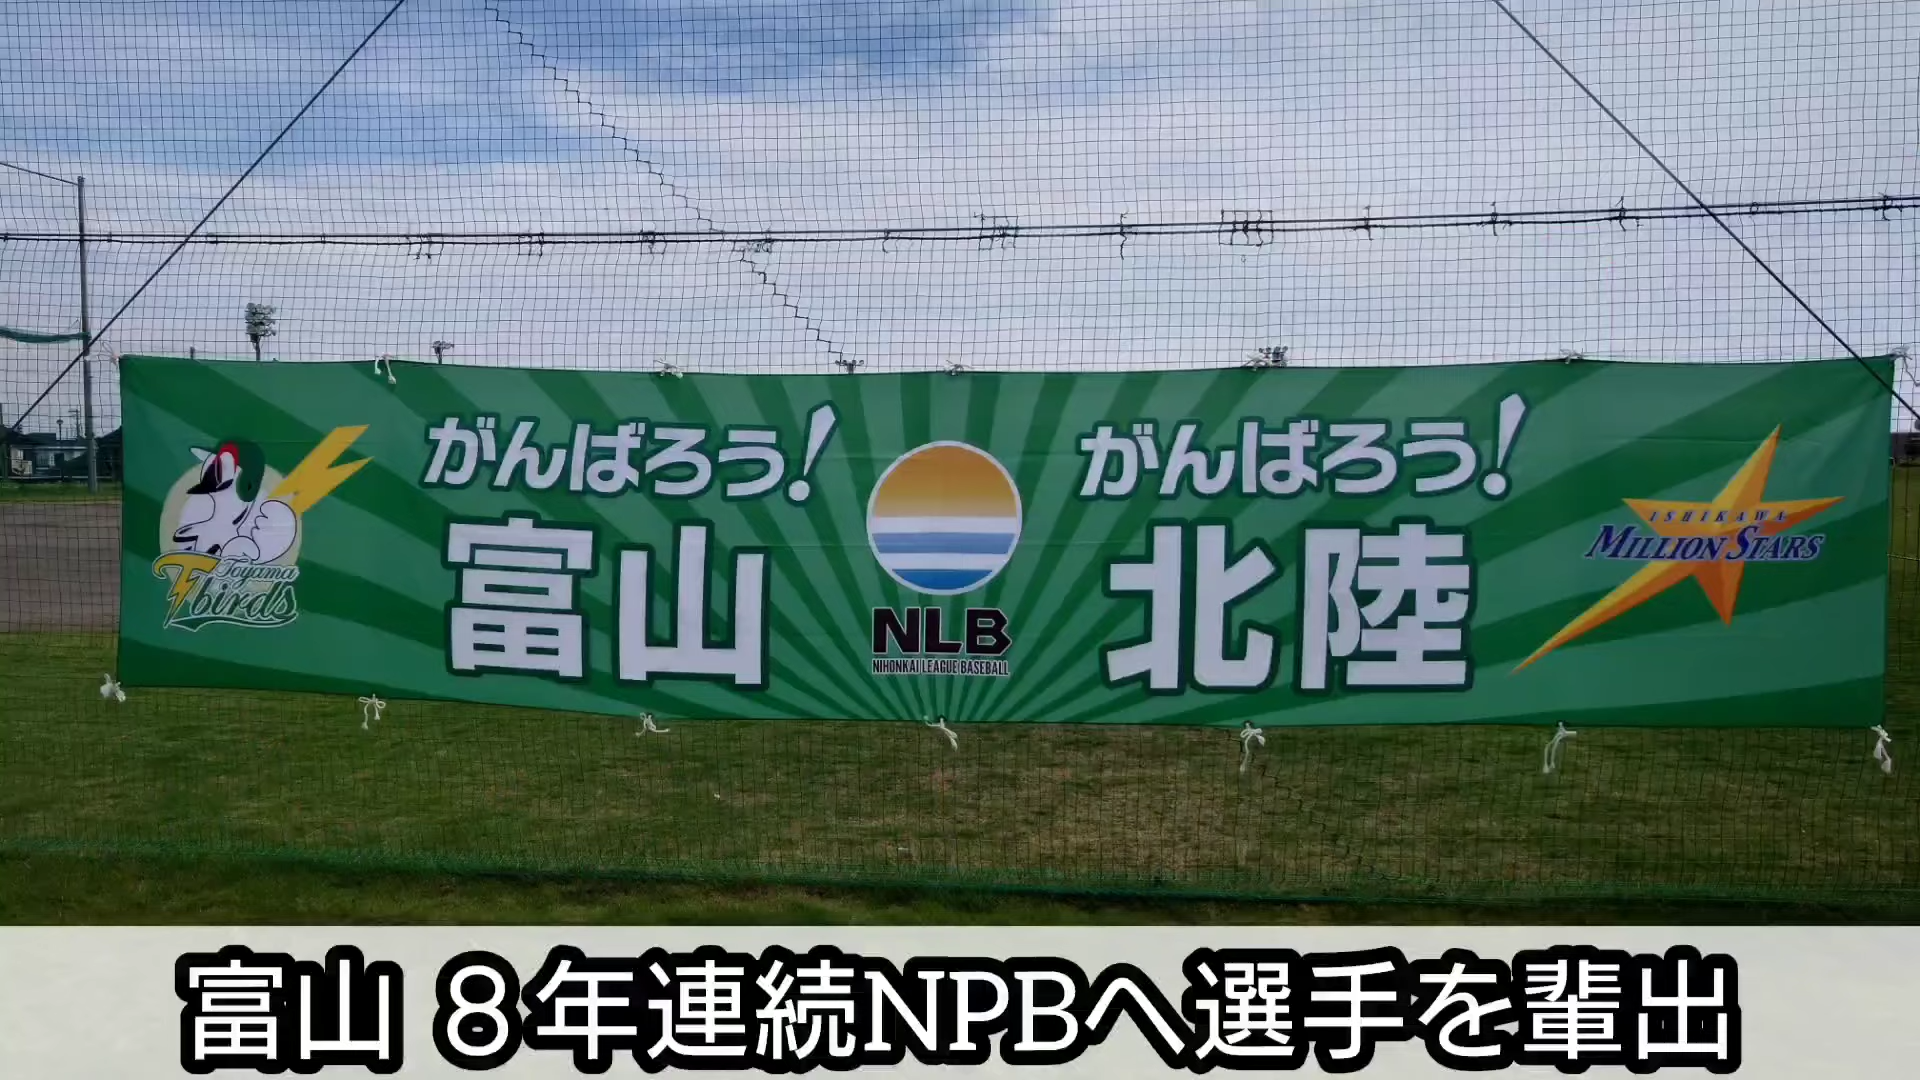 がんばろう!
富山
Toyama
Tbirds
NLB
NIHONKAI LEAGUE BASEBALL
がんばろう!
北陸
ISHIKAWA
MILLION STARS
富山 8年連続NPBへ選手を輩出